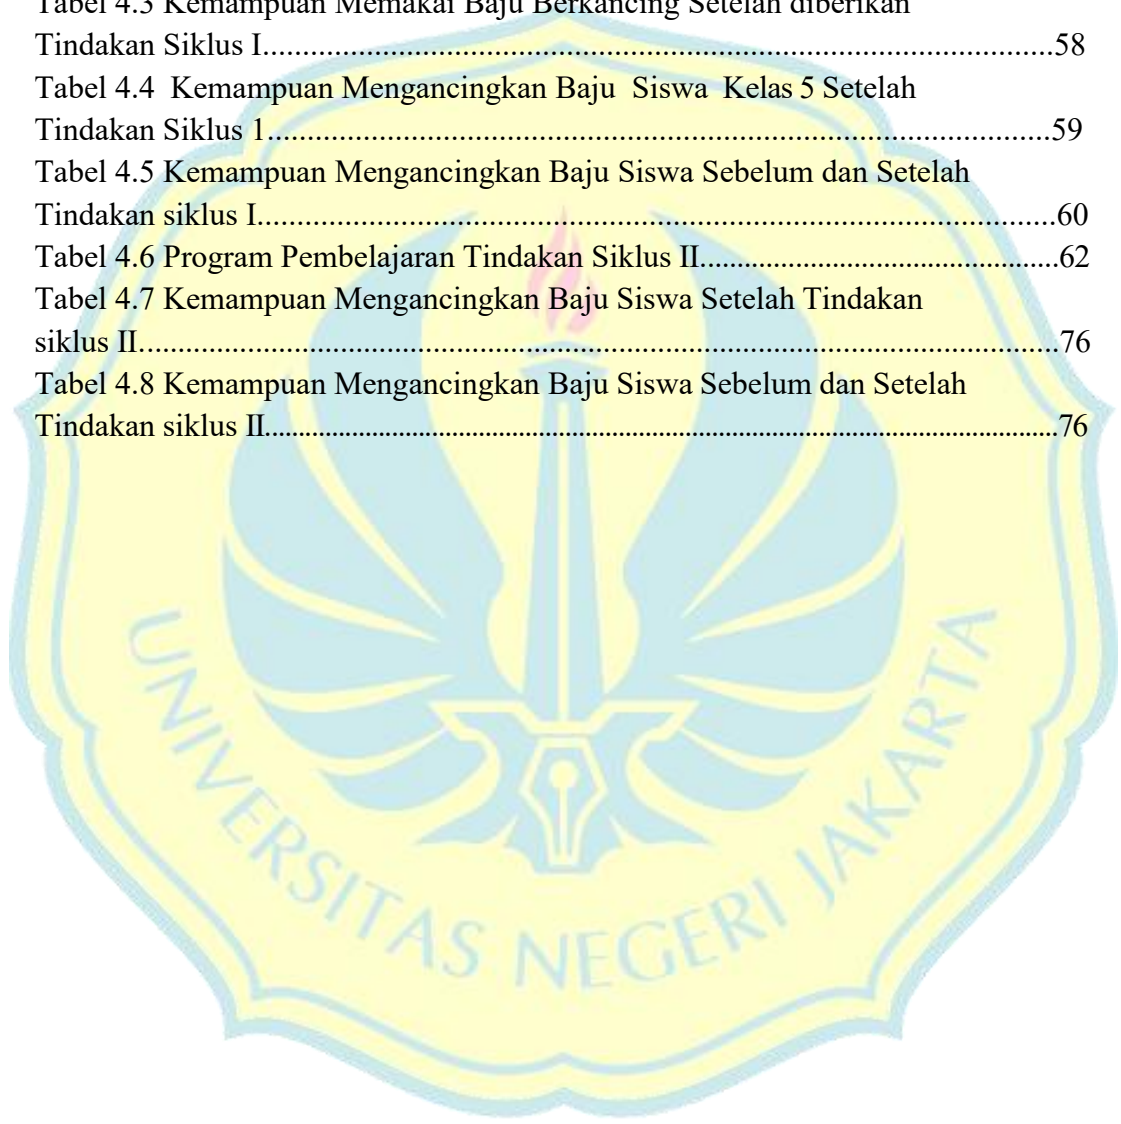 Tabel 4.3 Kemampuan Memakai Baju Berkancing Setelah diberikan
Tindakan Siklus I..................................................................................................58
Tabel 4.4  Kemampuan Mengancingkan Baju  Siswa  Kelas 5 Setelah
Tindakan Siklus 1.................................................................................................59
Tabel 4.5 Kemampuan Mengancingkan Baju Siswa Sebelum dan Setelah
Tindakan siklus I...................................................................................................60
Tabel 4.6 Program Pembelajaran Tindakan Siklus II.............................................62
Tabel 4.7 Kemampuan Mengancingkan Baju Siswa Setelah Tindakan
siklus II..................................................................................................................76
Tabel 4.8 Kemampuan Mengancingkan Baju Siswa Sebelum dan Setelah
Tindakan siklus II..................................................................................................76
UNIVERSITAS NEGERI JAKARTA